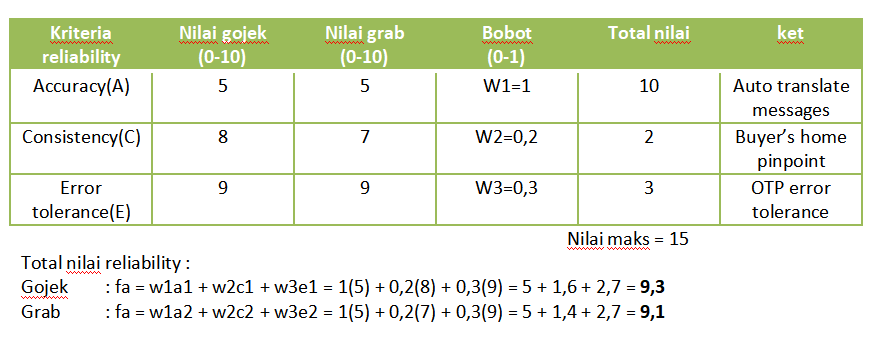 Kriteria reliability | Nilai gojek (0-10) | Nilai grab (0-10) | Bobot (0-1) | Total nilai | ket
Accuracy(A) | 5 | 5 | W1=1 | 10 | Auto translate messages
Consistency(C) | 8 | 7 | W2=0,2 | 2 | Buyer's home pinpoint
Error tolerance(E) | 9 | 9 | W3=0,3 | 3 | OTP error tolerance
Nilai maks = 15
Total nilai reliability :
Gojek : fa = w1a1 + w2c1 + w3e1 = 1(5) + 0,2(8) + 0,3(9) = 5 + 1,6 + 2,7 = 9,3
Grab : fa = w1a2 + w2c2 + w3e2 = 1(5) + 0,2(7) + 0,3(9) = 5 + 1,4 + 2,7 = 9,1